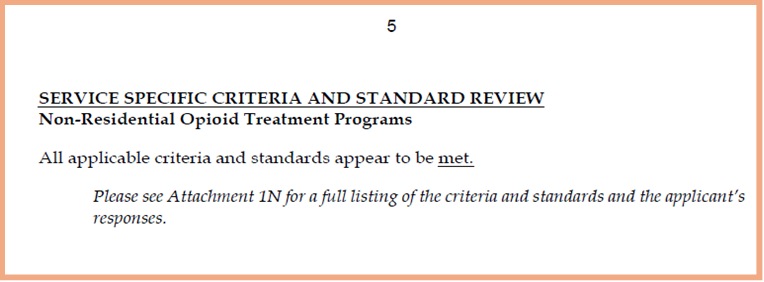 5
SERVICE SPECIFIC CRITERIA AND STANDARD REVIEW
Non-Residential Opioid Treatment Programs
All applicable criteria and standards appear to be met.
Please see Attachment 1N for a full listing of the criteria and standards and the applicant's
responses.